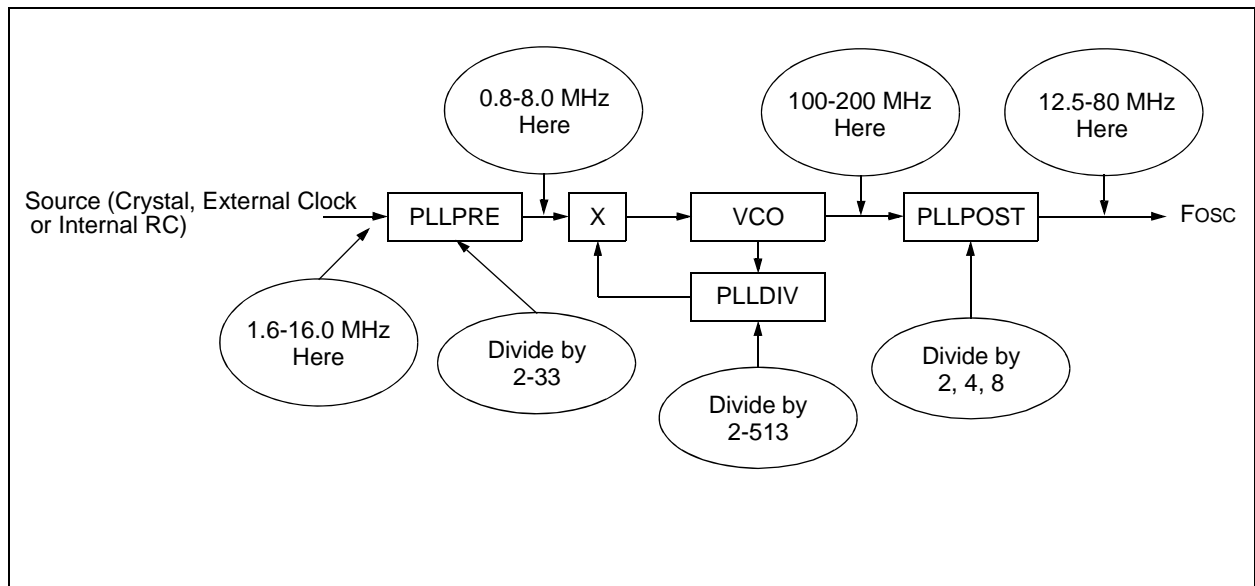 0.8-8.0 MHz
Here
100-200 MHz
Here
12.5-80 MHz
Here
Source (Crystal, External Clock
or Internal RC)
PLLPRE
X
VCO
PLLPOST
FOSC
PLLDIV
1.6-16.0 MHz
Here
Divide by
2-33
Divide by
2-513
Divide by
2, 4, 8